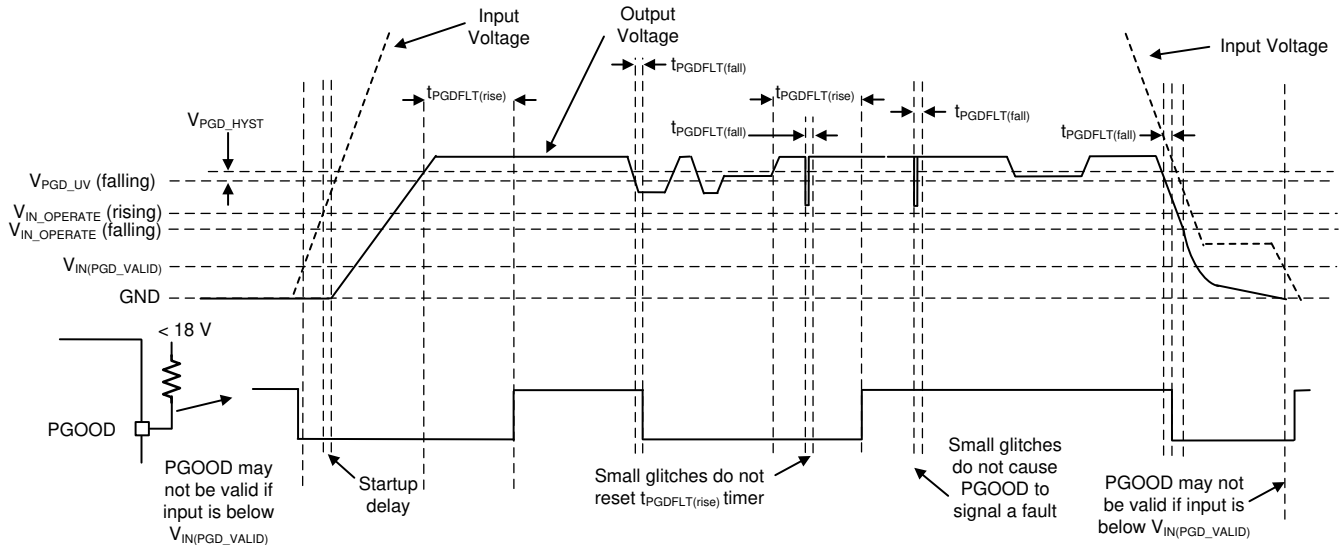 Input
Voltage
Output
Voltage
Input Voltage
tPGDFLT(fall)
tPGDFLT(rise)
tPGDFLT(rise)
VPGD_HYST
tPGDFLT(fall)
tPGDFLT(fall)
tPGDFLT(fall)
VPGD_UV (falling)
VIN_OPERATE (rising)
VIN_OPERATE (falling)
VIN(PGD_VALID)
GND
< 18 V
PGOOD
PGOOD may
not be valid if
input is below
VIN(PGD_VALID)
Startup
delay
Small glitches do not
reset tPGDFLT(rise) timer
Small glitches
do not cause
PGOOD to
signal a fault
PGOOD may not
be valid if input is
below VIN(PGD_VALID)